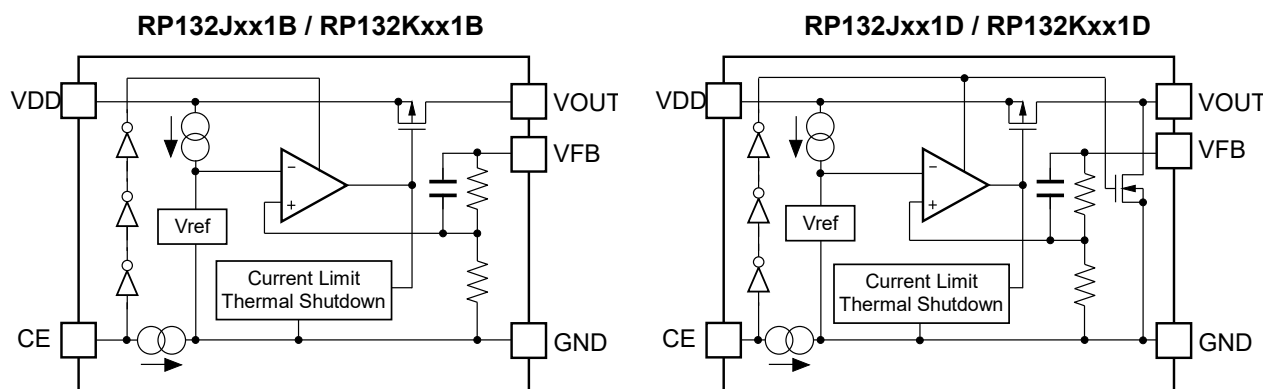 RP132Jxx1B / RP132Kxx1B
VDD
VOUT
VFB
−
+
Vref
Current Limit
Thermal Shutdown
CE
GND
RP132Jxx1D / RP132Kxx1D
VDD
VOUT
VFB
−
+
Vref
Current Limit
Thermal Shutdown
CE
GND